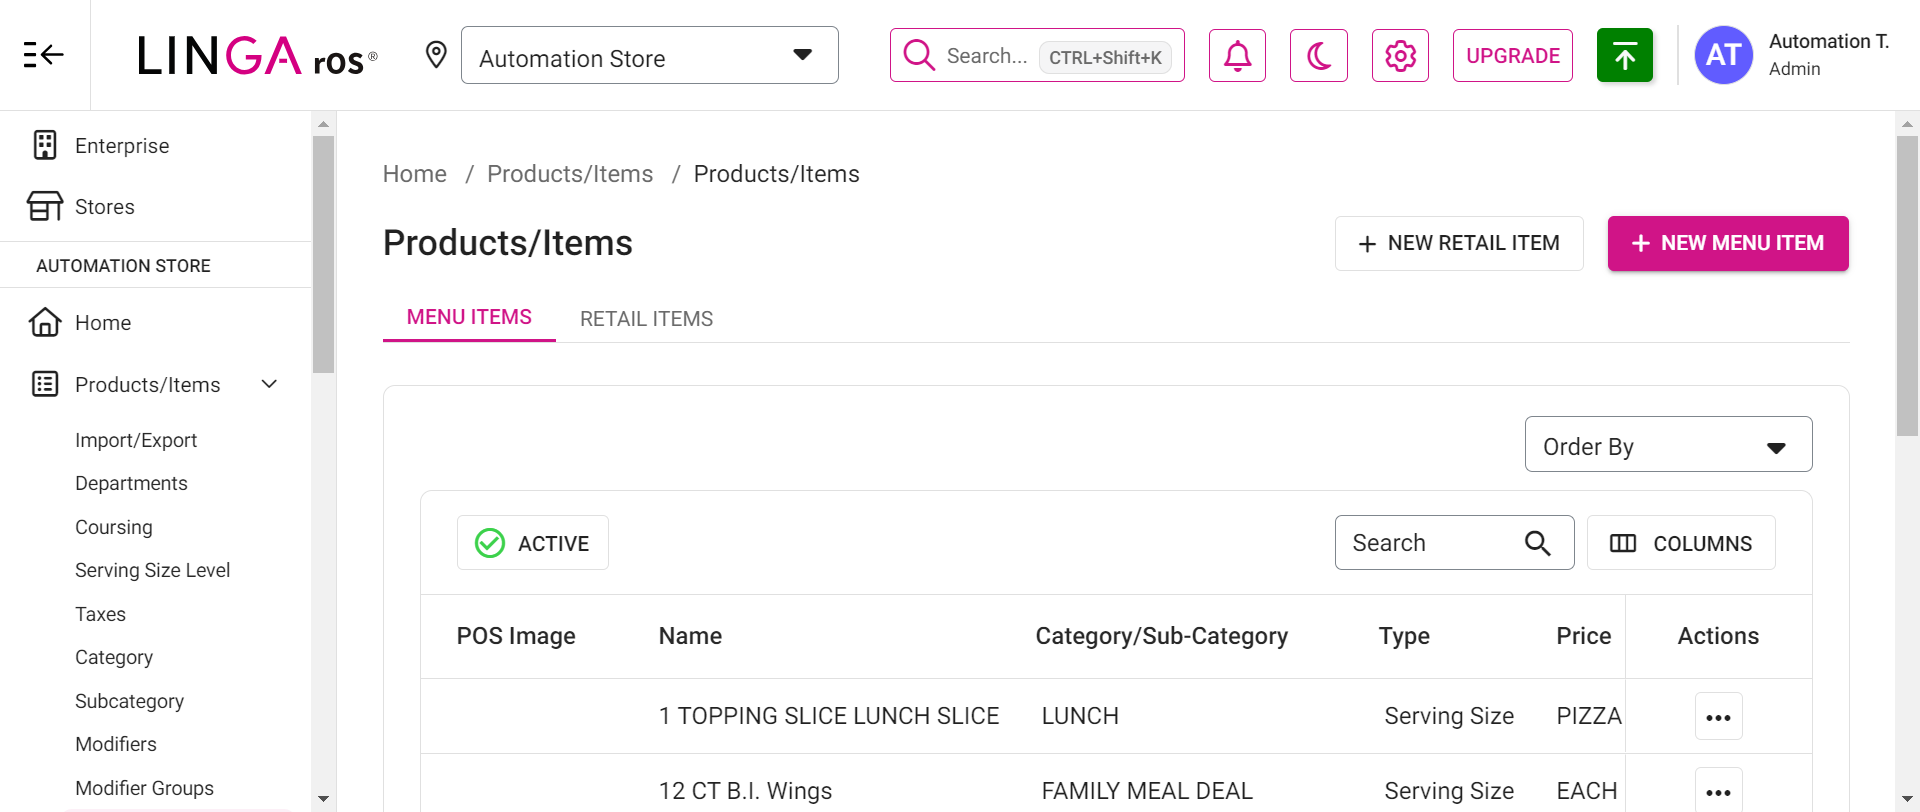 LINGA ros®
Automation Store
Search... CTRL+Shift+K
UPGRADE
AT
Automation T.
Admin
Enterprise
Stores
AUTOMATION STORE
Home
Products/Items
Import/Export
Departments
Coursing
Serving Size Level
Taxes
Category
Subcategory
Modifiers
Modifier Groups
Home / Products/Items / Products/Items
Products/Items
+ NEW RETAIL ITEM
+ NEW MENU ITEM
MENU ITEMS RETAIL ITEMS
Order By
ACTIVE
Search
COLUMNS
POS Image Name Category/Sub-Category Type Price Actions
1 TOPPING SLICE LUNCH SLICE LUNCH Serving Size PIZZA
12 CT B.I. Wings FAMILY MEAL DEAL Serving Size EACH